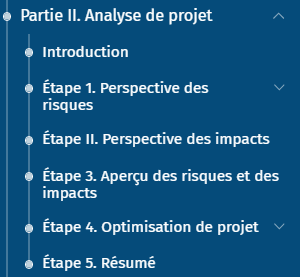 Partie II. Analyse de projet
Introduction
Étape 1. Perspective des
risques
Étape II. Perspective des impacts
Étape 3. Aperçu des risques et des
impacts
Étape 4. Optimisation de projet
Étape 5. Résumé